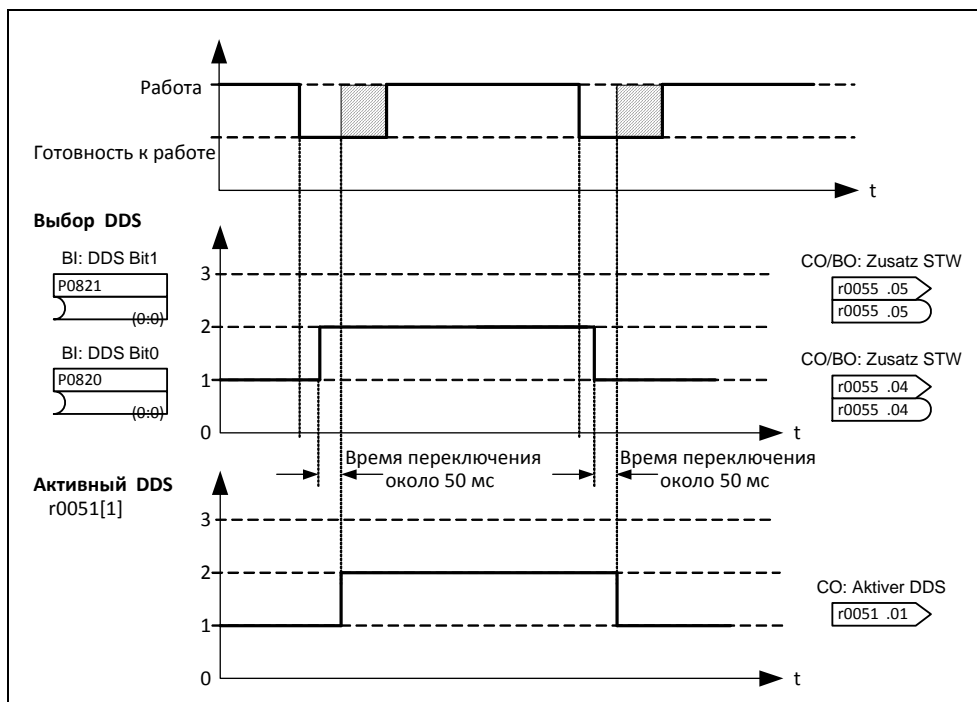 Работа
Готовность к работе
t
Выбор DDS
BI: DDS Bit1
P0821
(0:0)
BI: DDS Bit0
P0820
(0:0)
3
2
1
0
t
CO/BO: Zusatz STW
r0055 .05
r0055 .05
CO/BO: Zusatz STW
r0055 .04
r0055 .04
Время переключения
около 50 мс
Время переключения
около 50 мс
Активный DDS
r0051[1]
3
2
1
0
t
CO: Aktiver DDS
r0051 .01